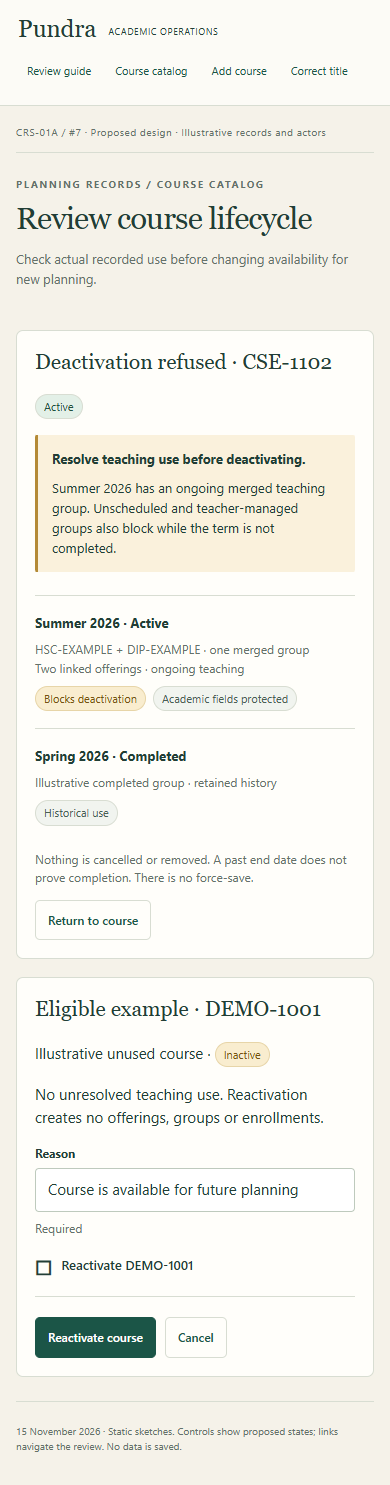 Pundra ACADEMIC OPERATIONS
Review guide Course catalog Add course Correct title
CRS-01A / #7 · Proposed design · Illustrative records and actors
PLANNING RECORDS / COURSE CATALOG
Review course lifecycle
Check actual recorded use before changing availability for
new planning.
Deactivation refused · CSE-1102
Active
Resolve teaching use before deactivating.
Summer 2026 has an ongoing merged teaching
group. Unscheduled and teacher-managed
groups also block while the term is not
completed.
Summer 2026 · Active
HSC-EXAMPLE + DIP-EXAMPLE · one merged group
Two linked offerings · ongoing teaching
Blocks deactivation Academic fields protected
Spring 2026 · Completed
Illustrative completed group · retained history
Historical use
Nothing is cancelled or removed. A past end date does not
prove completion. There is no force-save.
Return to course
Eligible example · DEMO-1001
Illustrative unused course · Inactive
No unresolved teaching use. Reactivation
creates no offerings, groups or enrollments.
Reason
Course is available for future planning
Required
Reactivate DEMO-1001
Reactivate course Cancel
15 November 2026 · Static sketches. Controls show proposed states; links
navigate the review. No data is saved.